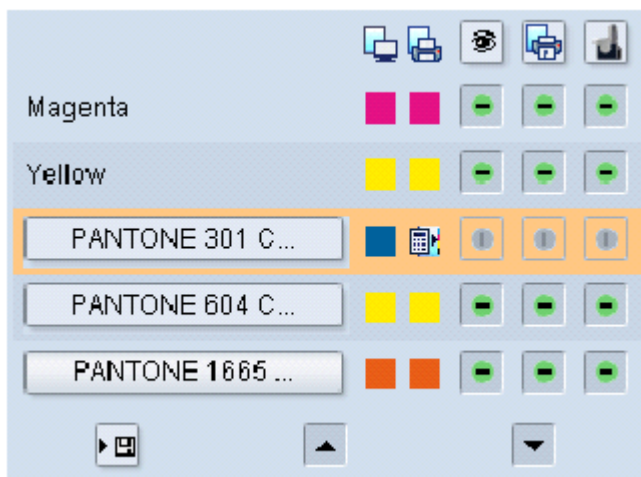 Magenta
Yellow
PANTONE 301 C...
PANTONE 604 C...
PANTONE 1665 ...